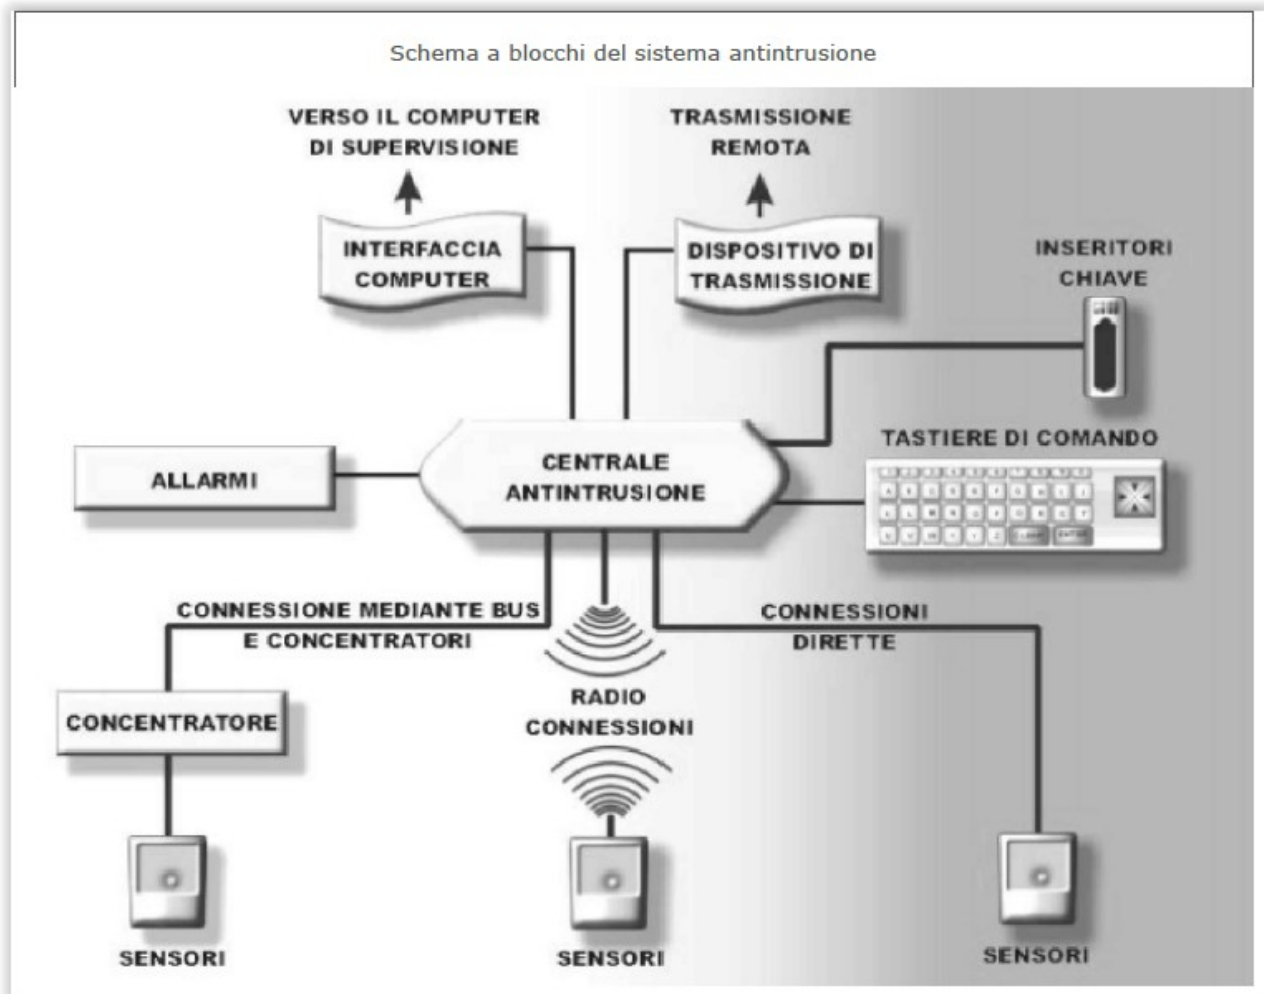 Schema a blocchi del sistema antintrusione
VERSO IL COMPUTER
DI SUPERVISIONE
TRASMISSIONE
REMOTA
INTERFACCIA
COMPUTER
DISPOSITIVO DI
TRASMISSIONE
INSERITORI
CHIAVE
ALLARMI
CENTRALE
ANTINTRUSIONE
TASTIERE DI COMANDO
CONNESSIONE MEDIANTE BUS
E CONCENTRATORI
CONNESSIONI
DIRETTE
RADIO
CONNESSIONI
CONCENTRATORE
SENSORI
SENSORI
SENSORI